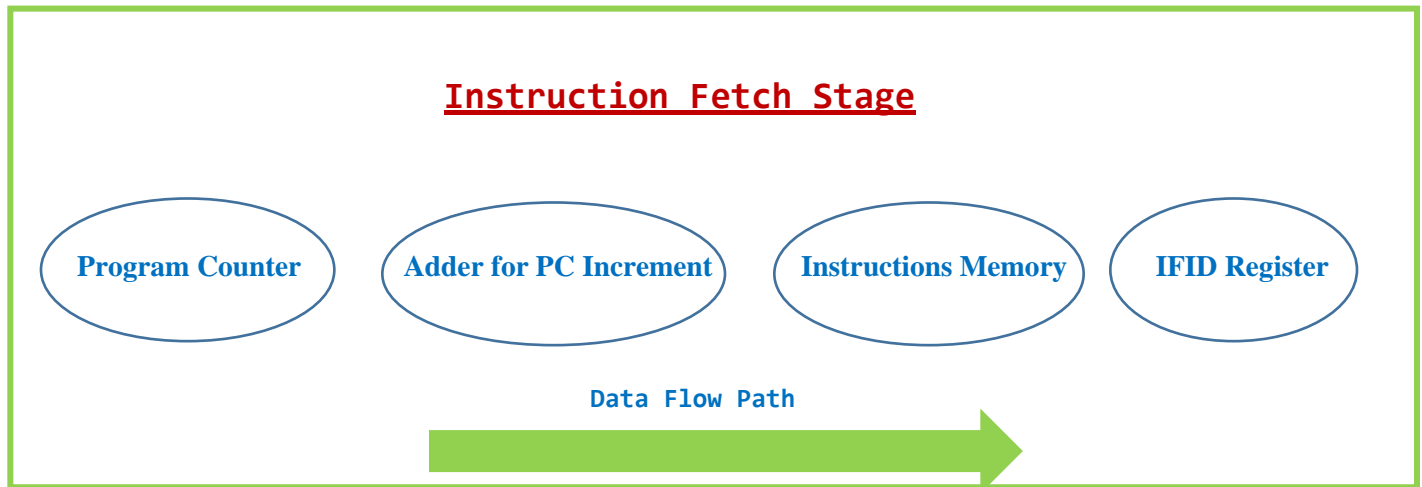 Instruction Fetch Stage
Program Counter
Adder for PC Increment
Instructions Memory
IFID Register
Data Flow Path